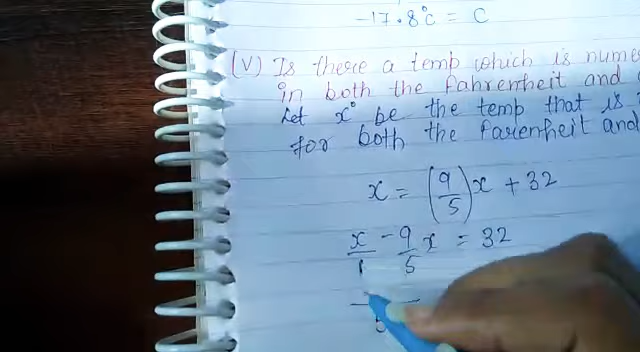 -17.8°C = C
(V) Is there a temp which is nume
in both the Fahrenheit and
Let x° be the temp that is
for both the Farenheit and
x = (9/5)x + 32
x/1 - 9/5 x = 32
5